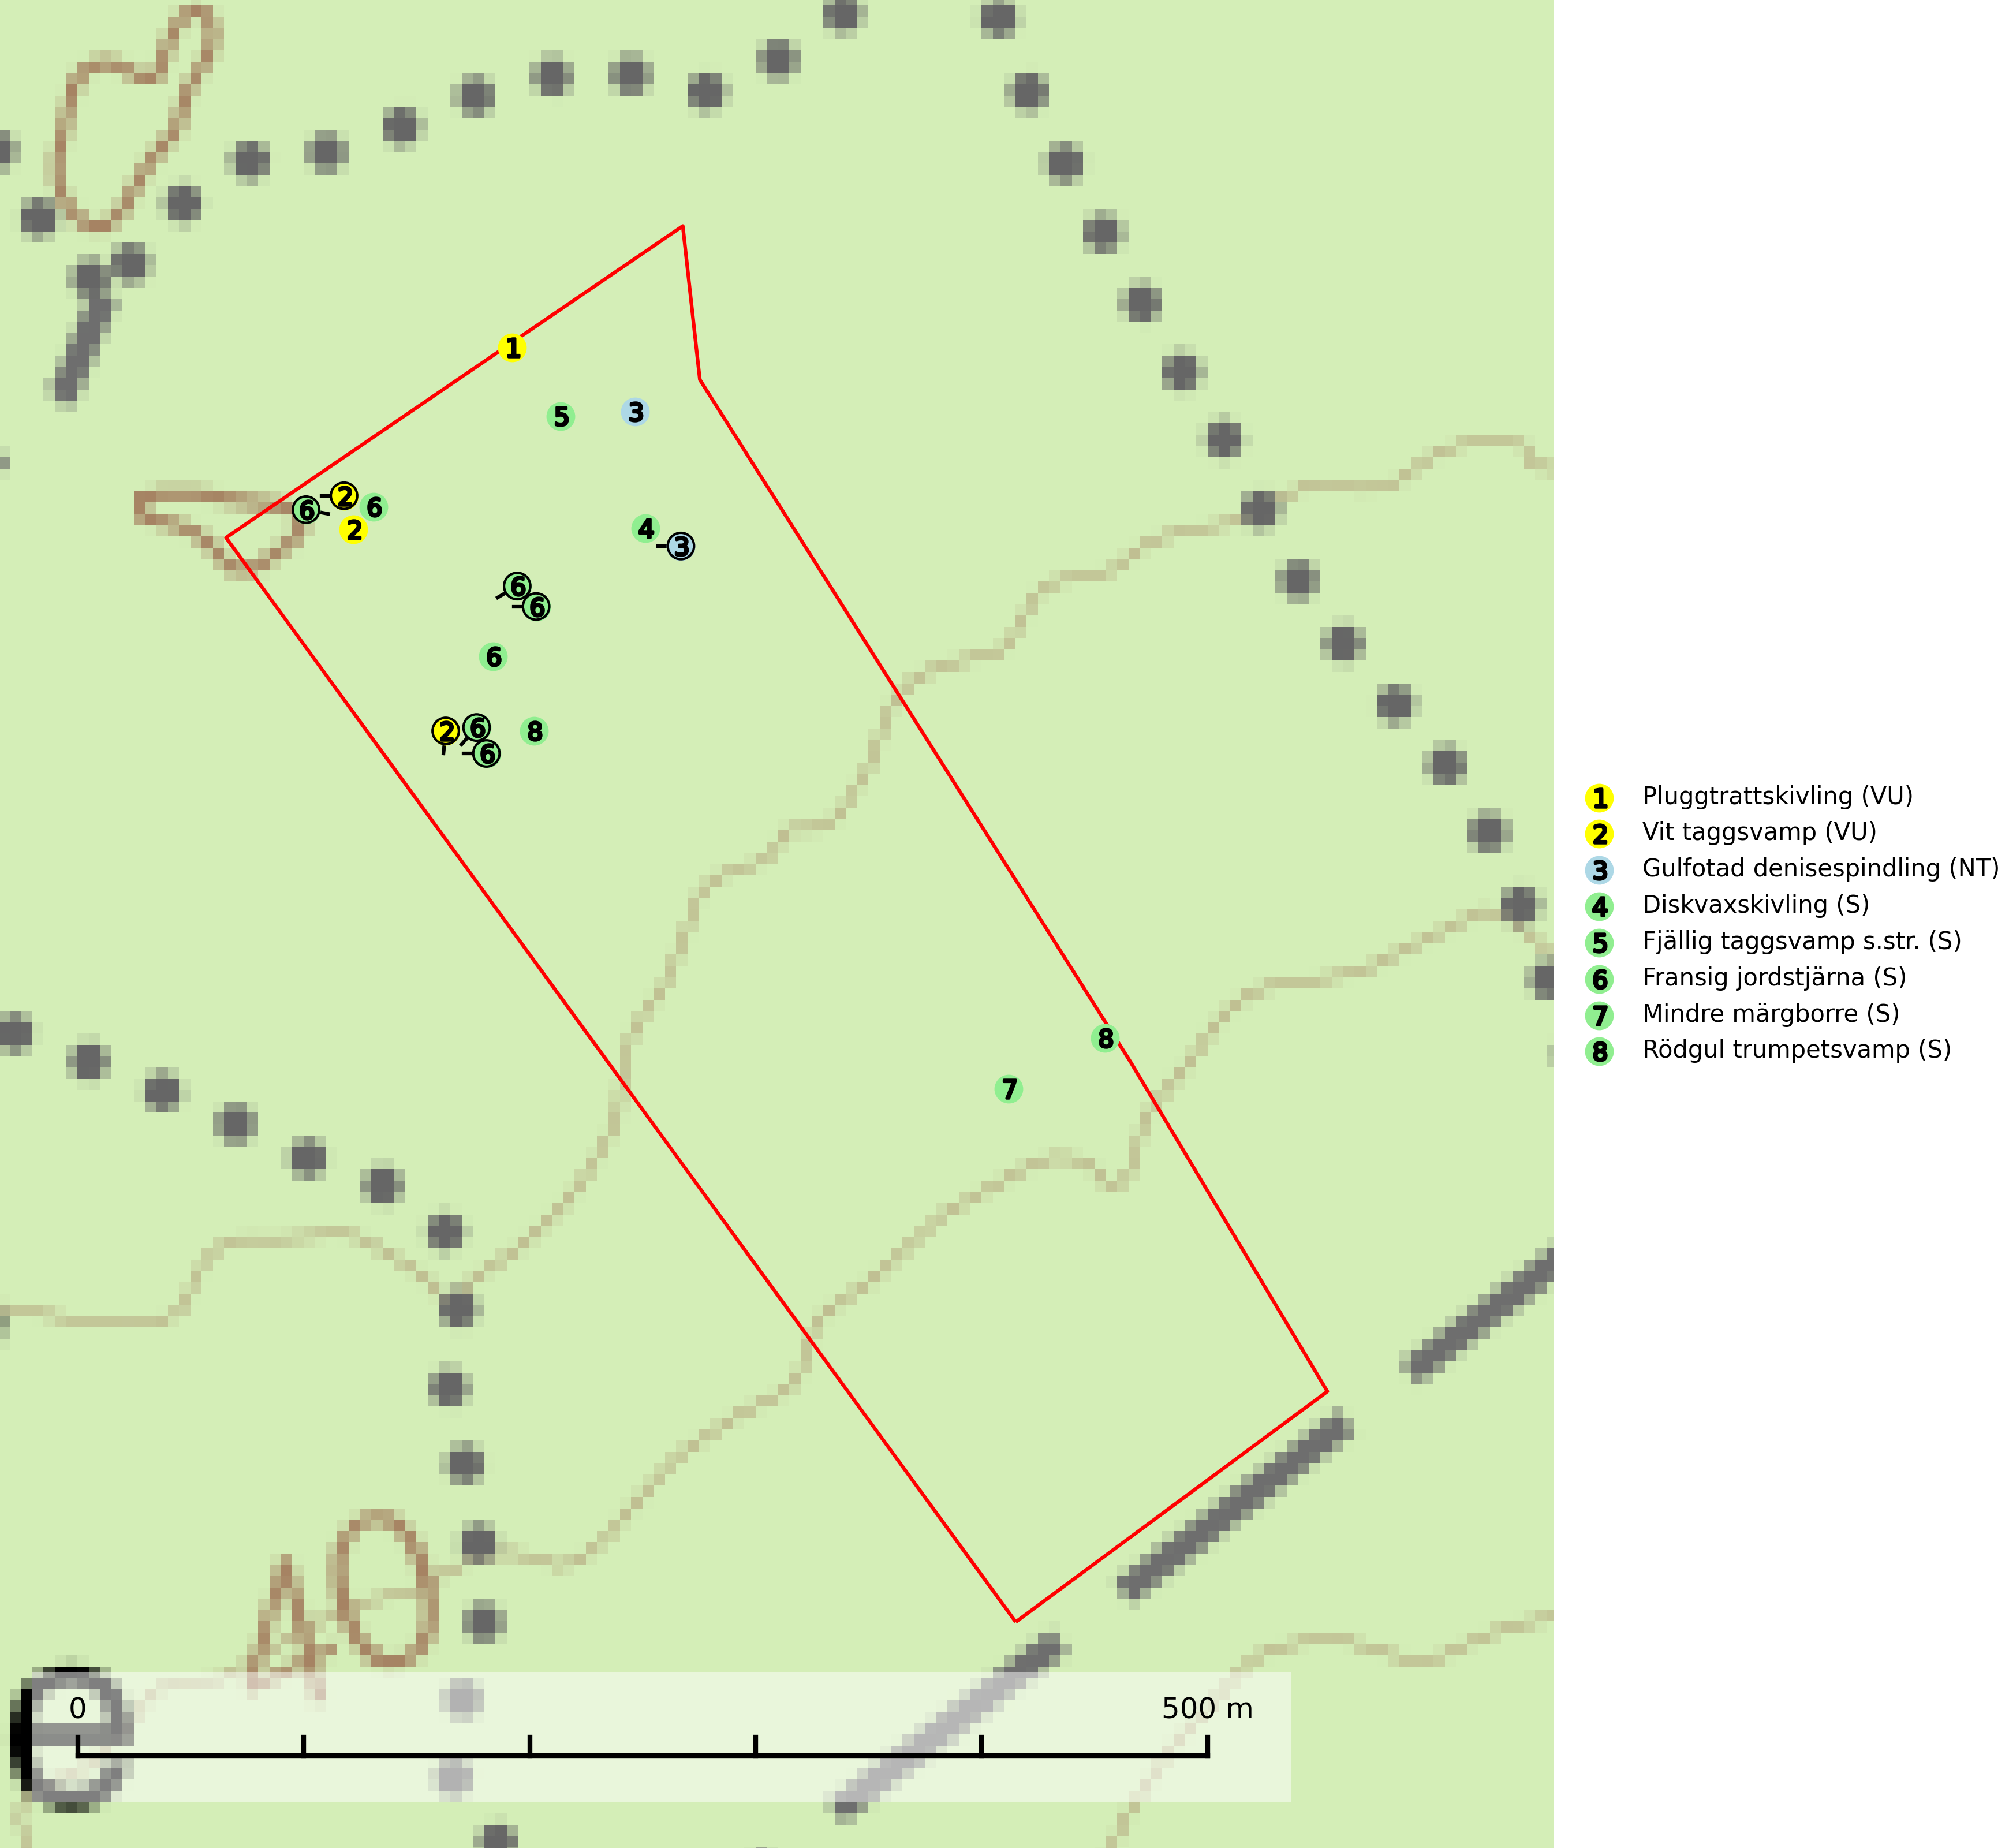 1
5 3
6 2 6
2
4
3
6
6
6
2 6 8
6
8
7
1 Pluggtrattskivling (VU)
2 Vit taggsvamp (VU)
3 Gulfotad denisespindling (NT)
4 Diskvaxskivling (S)
5 Fjällig taggsvamp s.str. (S)
6 Fransig jordstjärna (S)
7 Mindre märgborre (S)
8 Rödgul trumpetsvamp (S)
40
0 500 m